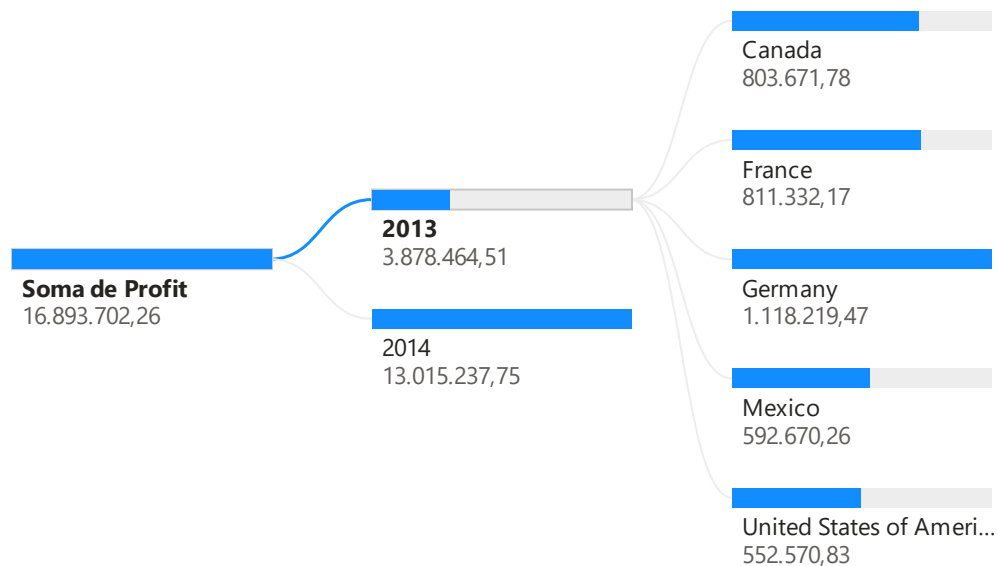 Soma de Profit
16.893.702,26
2013
3.878.464,51
2014
13.015.237,75
Canada
803.671,78
France
811.332,17
Germany
1.118.219,47
Mexico
592.670,26
United States of Ameri...
552.570,83